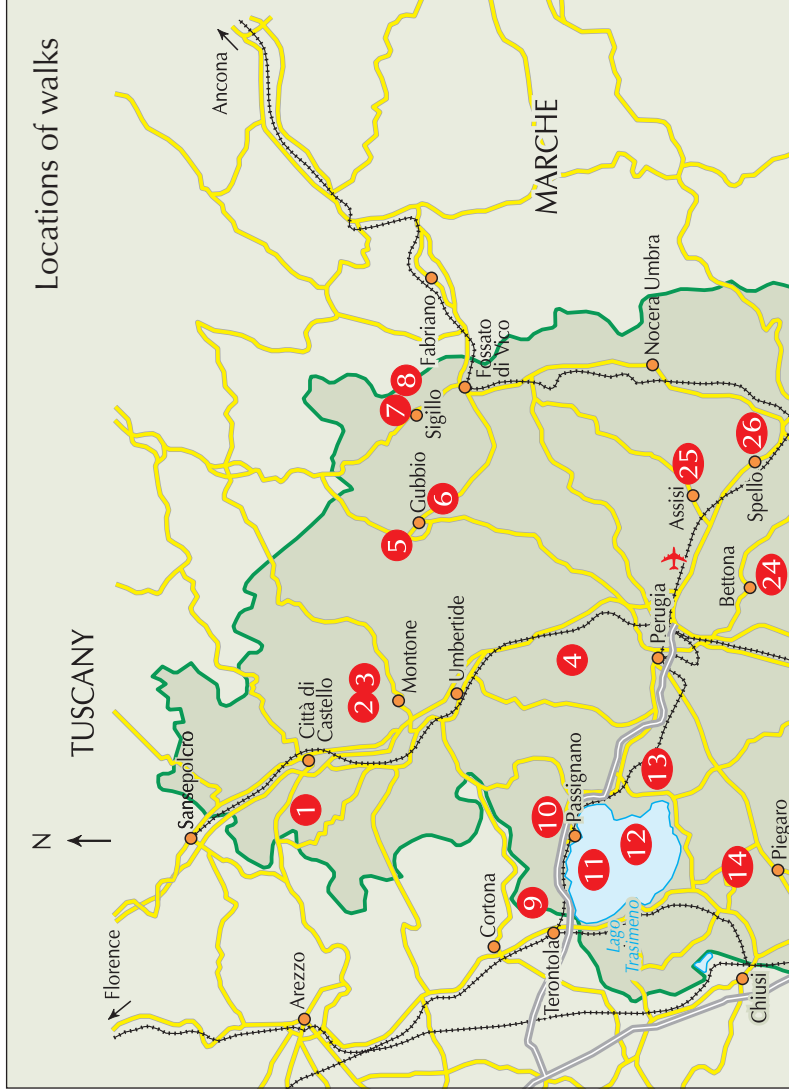 Locations of walks
N
TUSCANY
MARCHE
Florence
Ancona
Sansepolcro
Arezzo
Città di
Castello
1
2
3
Montone
Umbertide
4
5
Gubbio
6
7
8
Sigillo
Fabriano
Fossato
di Vico
Nocera Umbra
Cortona
Terontola
9
10
Passignano
11
12
Lago
Trasimeno
13
14
Piegaro
Chiusi
Perugia
Assisi
25
Spello
26
Bettona
24